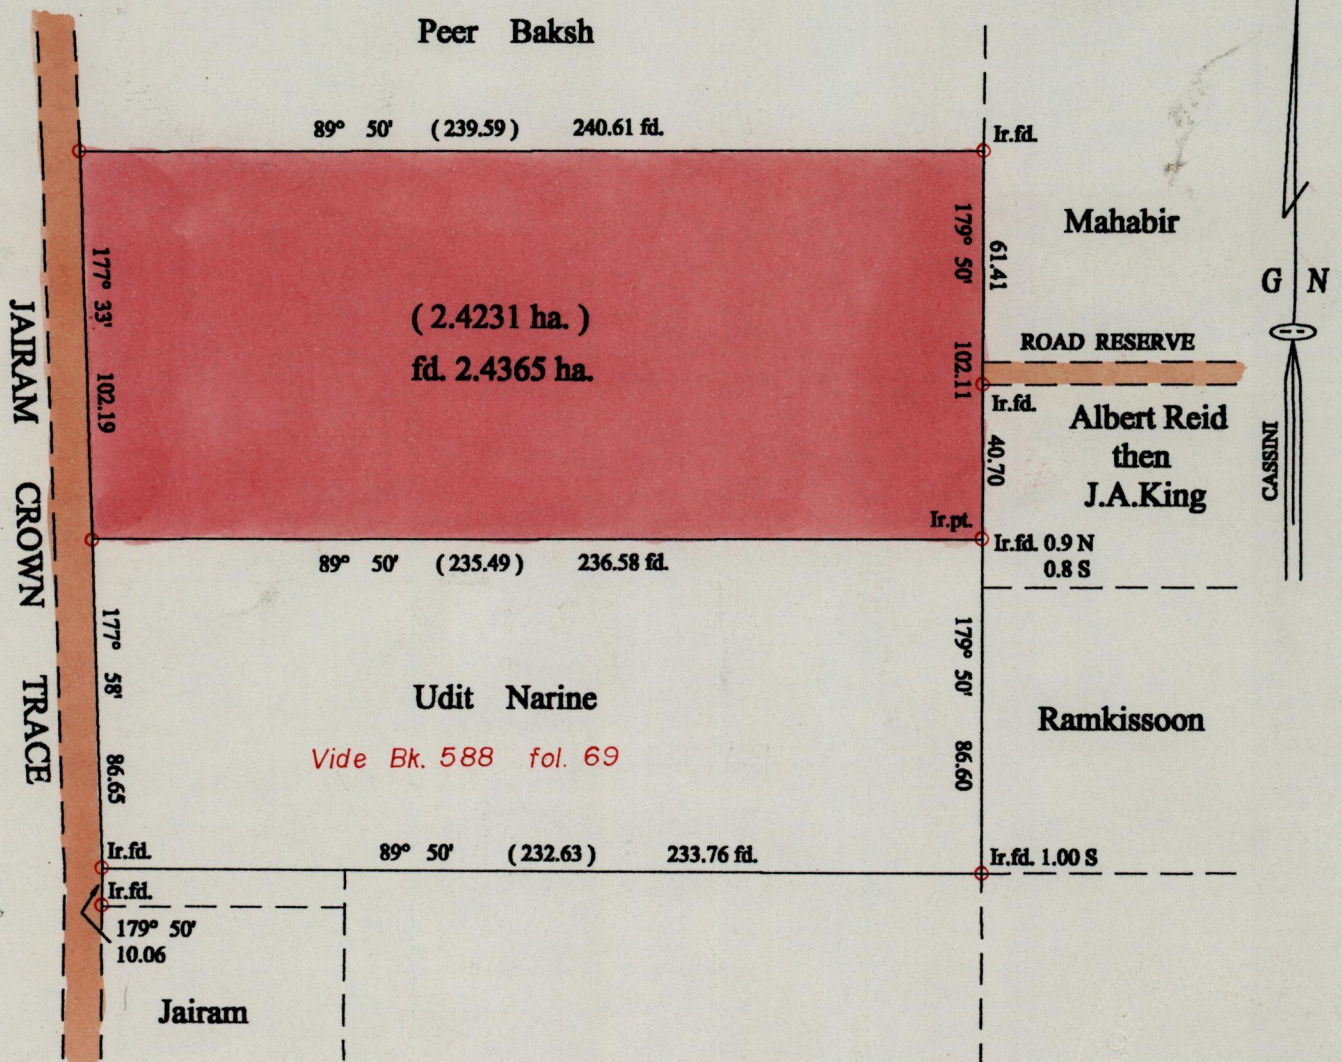 Peer Baksh
89° 50' (239.59) 240.61 fd.
Ir.fd.
Mahabir
177° 33' 102.19
179° 50' 102.11
61.41
( 2.4231 ha. )
fd. 2.4365 ha.
G N
ROAD RESERVE
Ir.fd.
Albert Reid
then
J.A.King
40.70
CASSINI
JAIRAM CROWN TRACE
Ir.pt.
Ir.fd. 0.9 N
0.8 S
89° 50' (235.49) 236.58 fd.
177° 58' 86.65
179° 50' 86.60
Udit Narine
Vide Bk. 588 fol. 69
Ramkissoon
Ir.fd.
89° 50' (232.63) 233.76 fd.
Ir.fd. 1.00 S
Ir.fd.
179° 50'
10.06
Jairam